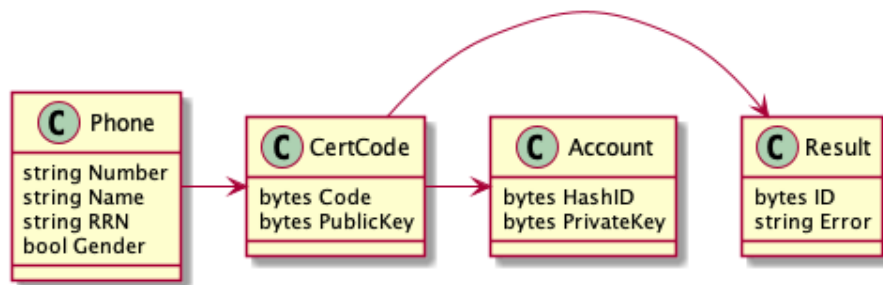 C Phone
string Number
string Name
string RRN
bool Gender
C CertCode
bytes Code
bytes PublicKey
C Account
bytes HashID
bytes PrivateKey
C Result
bytes ID
string Error